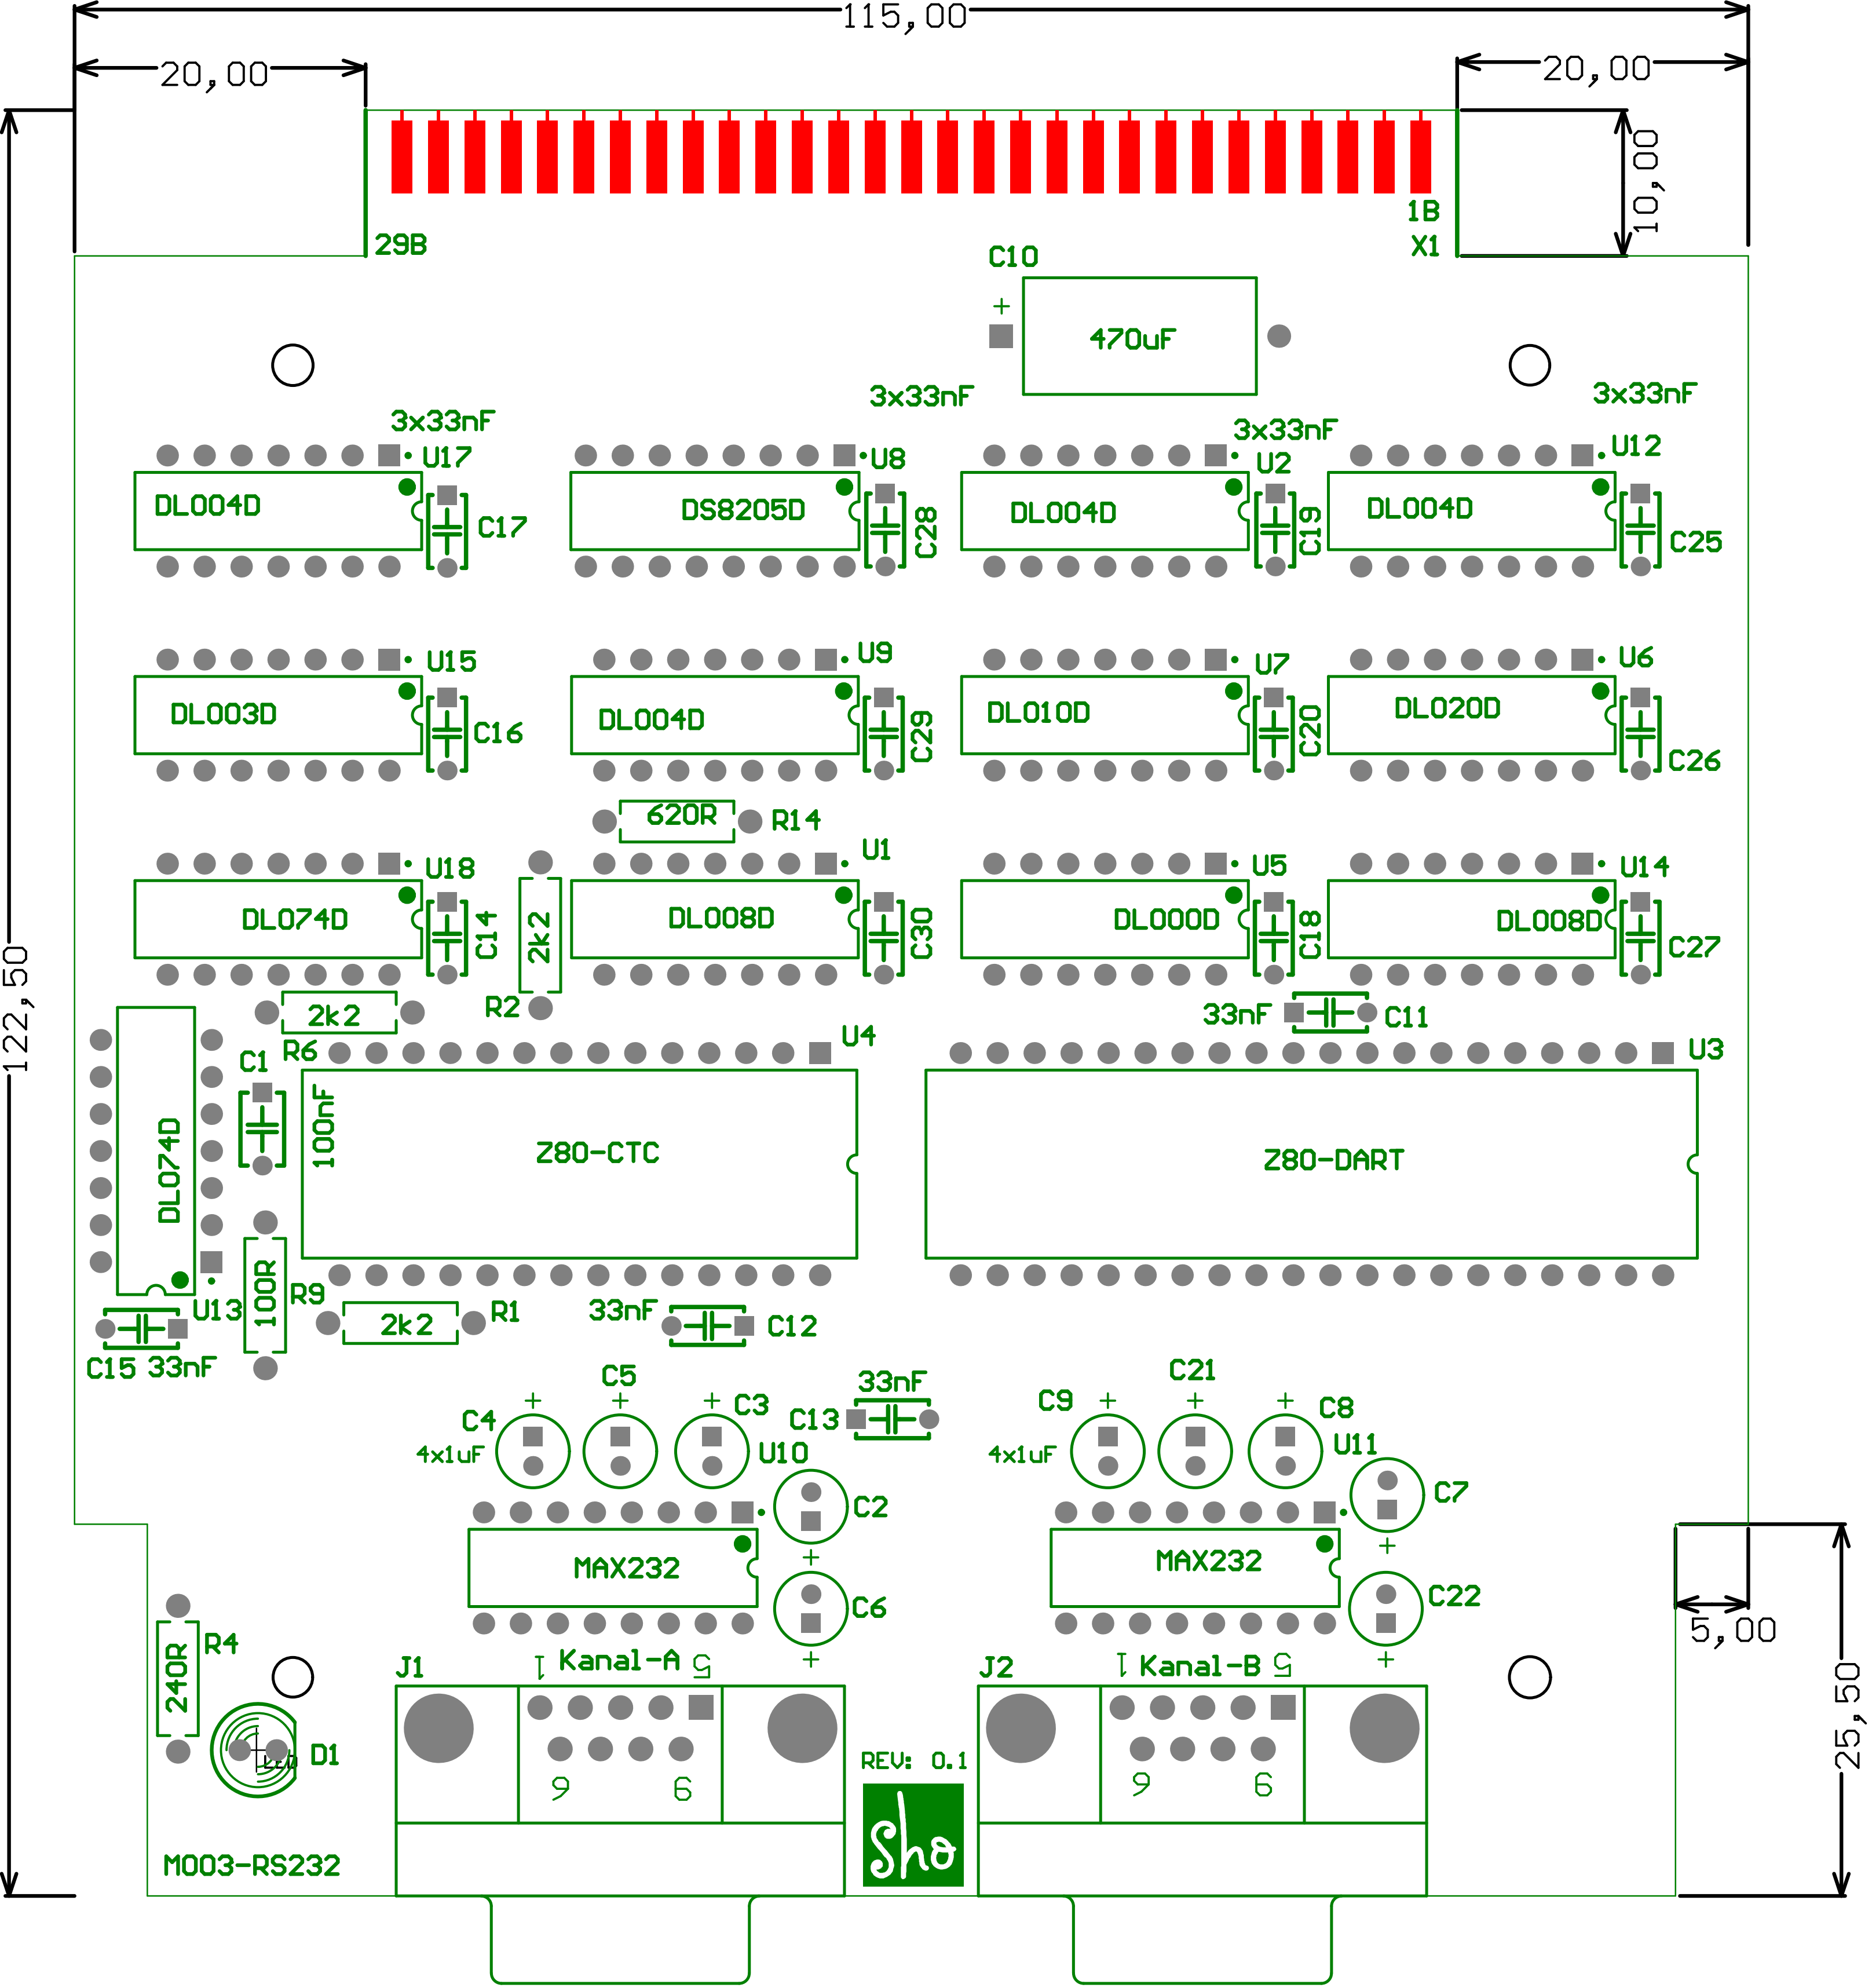 115,00
20,00
20,00
10,00
1B
29B
X1
C10
+
470uF
3x33nF
3x33nF
3x33nF
3x33nF
U17
U8
U2
U12
DL004D
DS8205D
DL004D
DL004D
C17
C28
C19
C25
U15
U9
U7
U6
DL003D
DL004D
DL010D
DL020D
C16
C29
C20
C26
620R
R14
U18
U1
U5
U14
DL074D
DL008D
DL000D
DL008D
C14
2k2
C30
C18
C27
R2
122,50
2k2
33nF
C11
R6
C1
U4
U3
100nF
DL074D
Z80-CTC
Z80-DART
100R
R9
U13
2k2
R1
33nF
C12
C15
33nF
C5
C21
33nF
C4
+
+
+
C3
C13
C9
+
+
+
C8
4x1uF
U10
4x1uF
U11
C2
C7
+
+
MAX232
MAX232
C6
C22
5,00
25,50
R4
240R
+
+
J1
1
Kanal-A
5
J2
1
Kanal-B
5
D1
LED
9
6
9
6
REV: 0.1
sho
M003-RS232